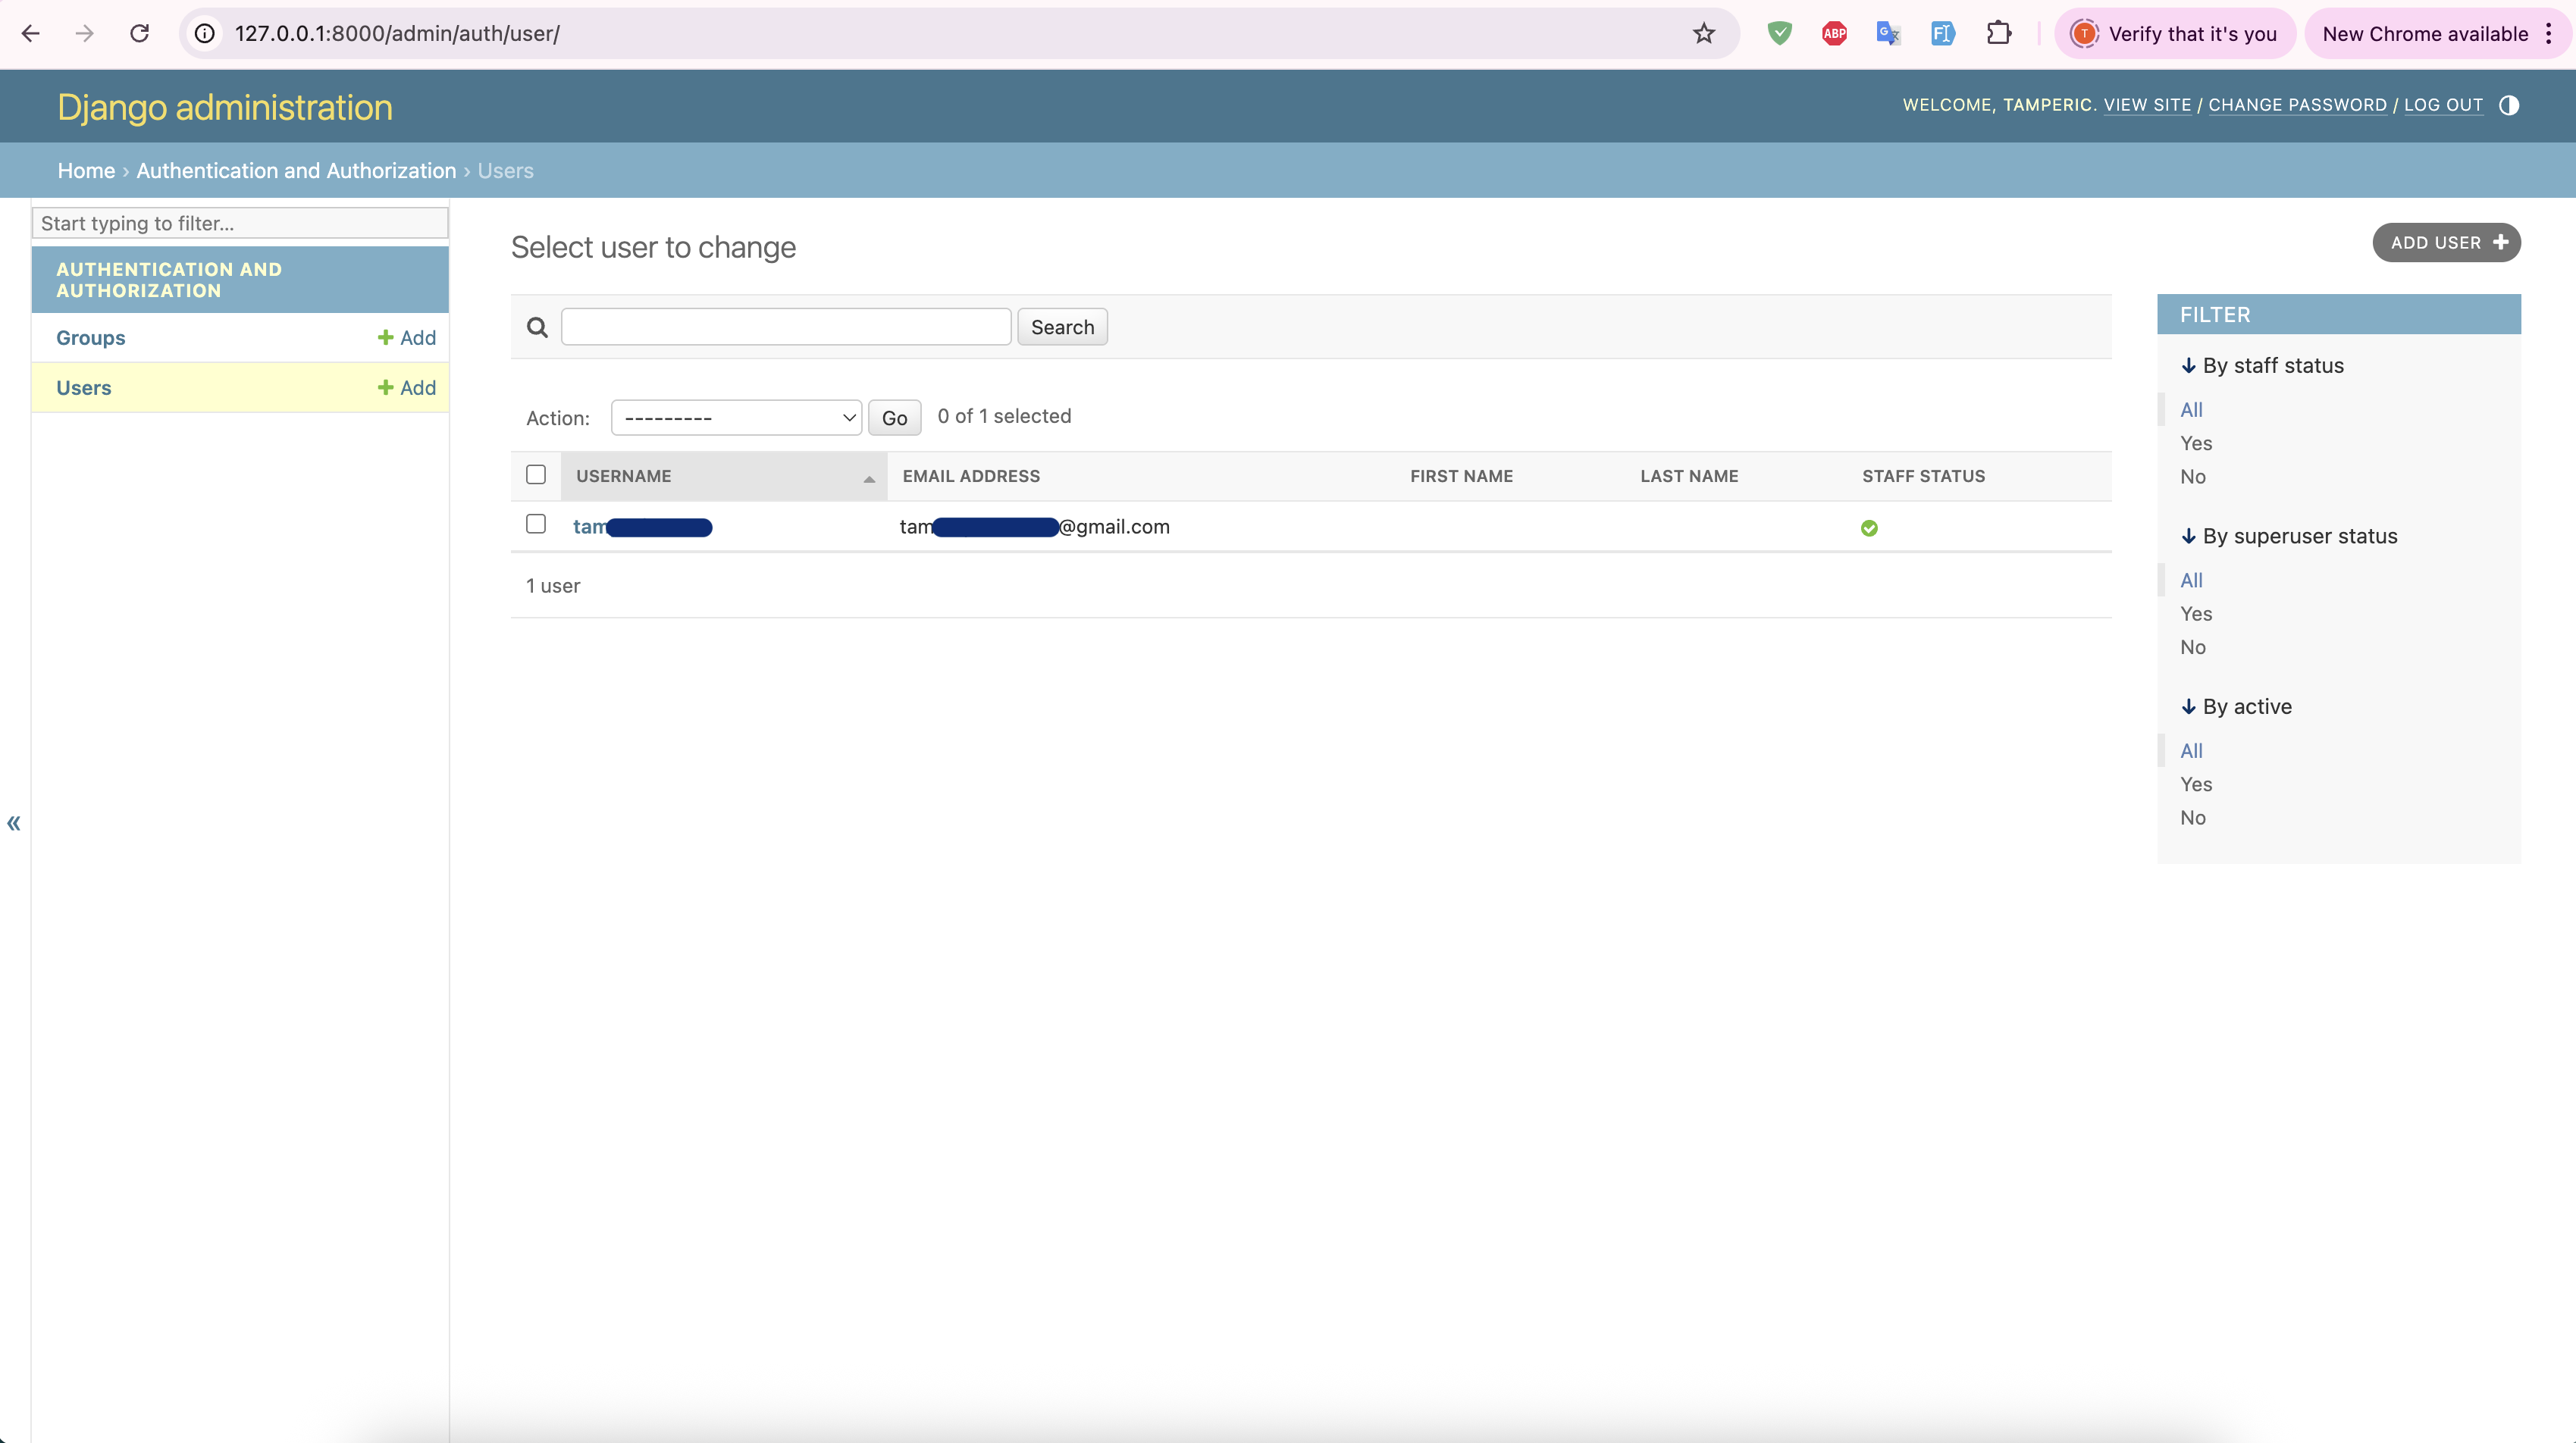 127.0.0.1:8000/admin/auth/user/
ABP
Verify that it's you
New Chrome available
Django administration
WELCOME, TAMPERIC. VIEW SITE / CHANGE PASSWORD / LOG OUT
Home › Authentication and Authorization › Users
Start typing to filter...
AUTHENTICATION AND
AUTHORIZATION
Groups
+ Add
Users
+ Add
«
Select user to change
ADD USER +
Search
Action: --------- Go 0 of 1 selected
USERNAME EMAIL ADDRESS FIRST NAME LAST NAME STAFF STATUS
tam tam @gmail.com
1 user
FILTER
↓ By staff status
All
Yes
No
↓ By superuser status
All
Yes
No
↓ By active
All
Yes
No